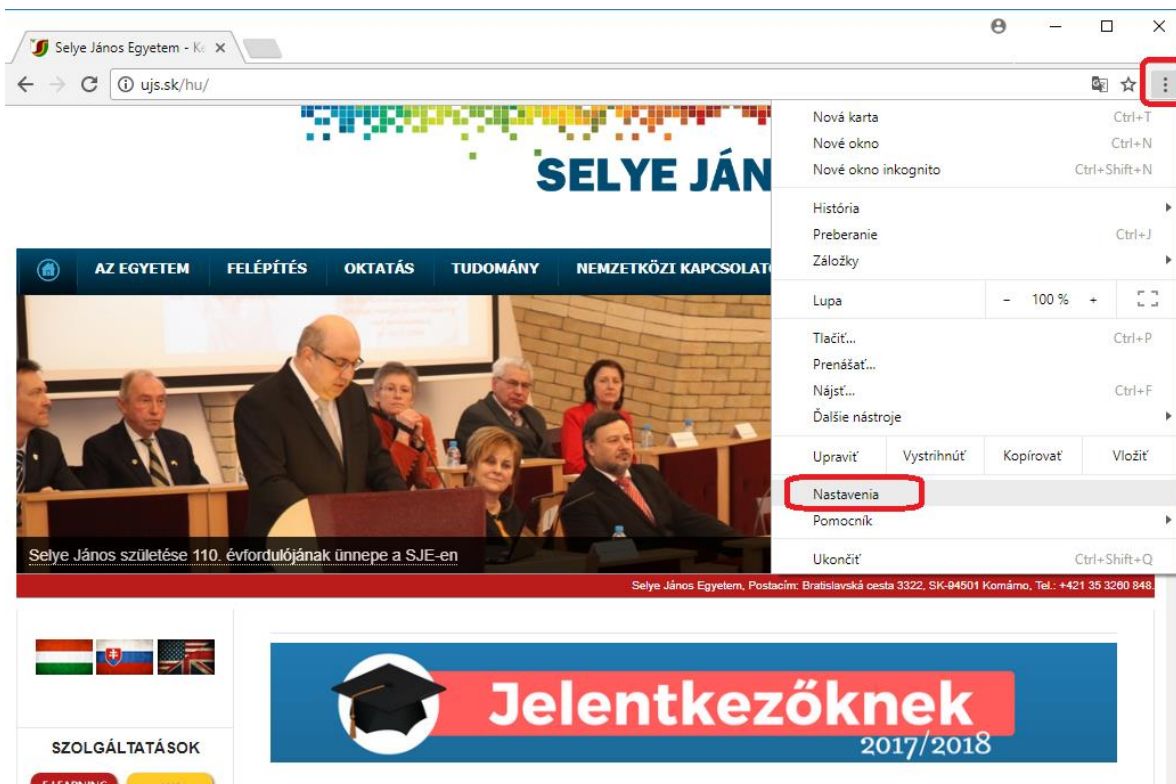 Selye János Egyetem - Ke
ujs.sk/hu/
SELYE JÁN
AZ EGYETEM FELÉPÍTÉS OKTATÁS TUDOMÁNY NEMZETKÖZI KAPCSOLAT
Selye János születése 110. évfordulójának ünnepe a SJE-en
Nová karta Ctrl+T
Nové okno Ctrl+N
Nové okno inkognito Ctrl+Shift+N
História
Preberanie Ctrl+J
Záložky
Lupa - 100 % +
Tlačiť... Ctrl+P
Prenášať...
Nájsť... Ctrl+F
Ďalšie nástroje
Upraviť Vystrihnúť Kopírovať Vložiť
Nastavenia
Pomocník
Ukončiť Ctrl+Shift+Q
Selye János Egyetem, Postacím: Bratislavská cesta 3322, SK-94501 Komárno, Tel.: +421 35 3260 848.
Jelentkezőknek
2017/2018
SZOLGÁLTATÁSOK
E-LEARNING